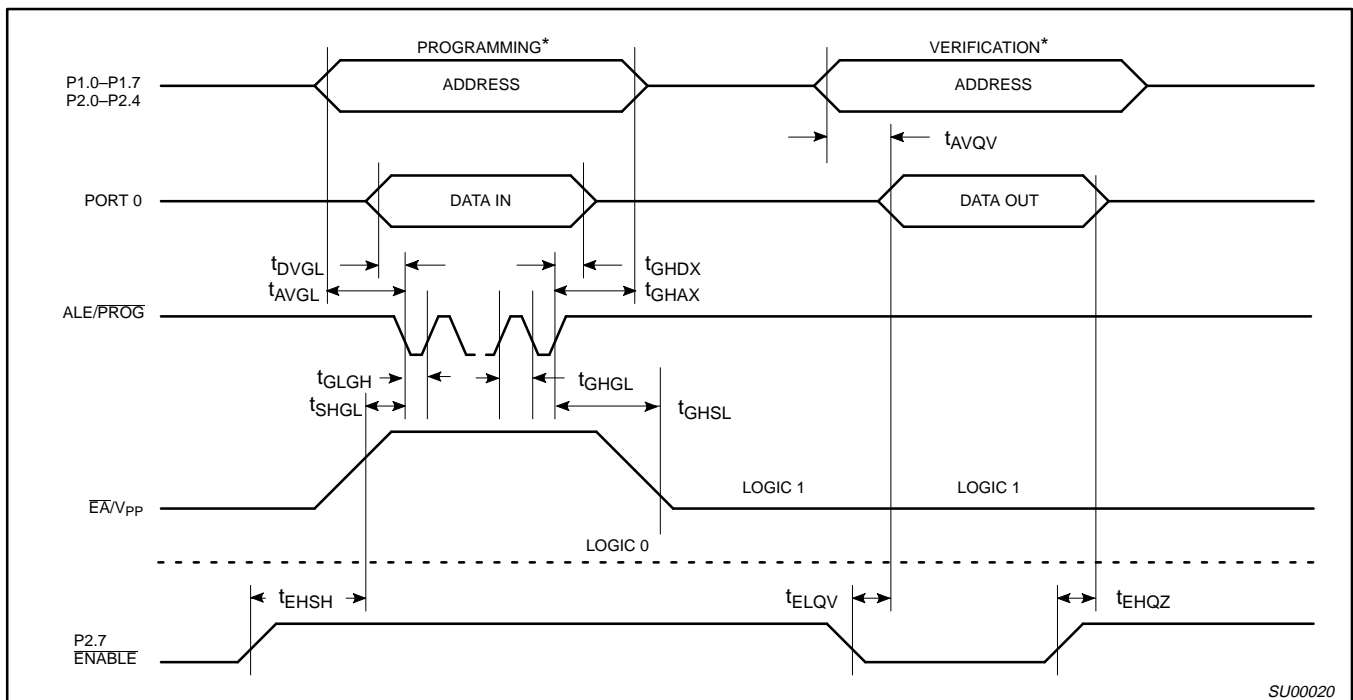 PROGRAMMING*
VERIFICATION*
P1.0–P1.7
P2.0–P2.4
ADDRESS
ADDRESS
tAVQV
PORT 0
DATA IN
DATA OUT
tDVGL
tGHDX
tAVGL
tGHAX
ALE/PROG
tGLGH
tGHGL
tSHGL
tGHSL
EA/VPP
LOGIC 1
LOGIC 1
LOGIC 0
tEHSH
tELQV
tEHQZ
P2.7
ENABLE
SU00020